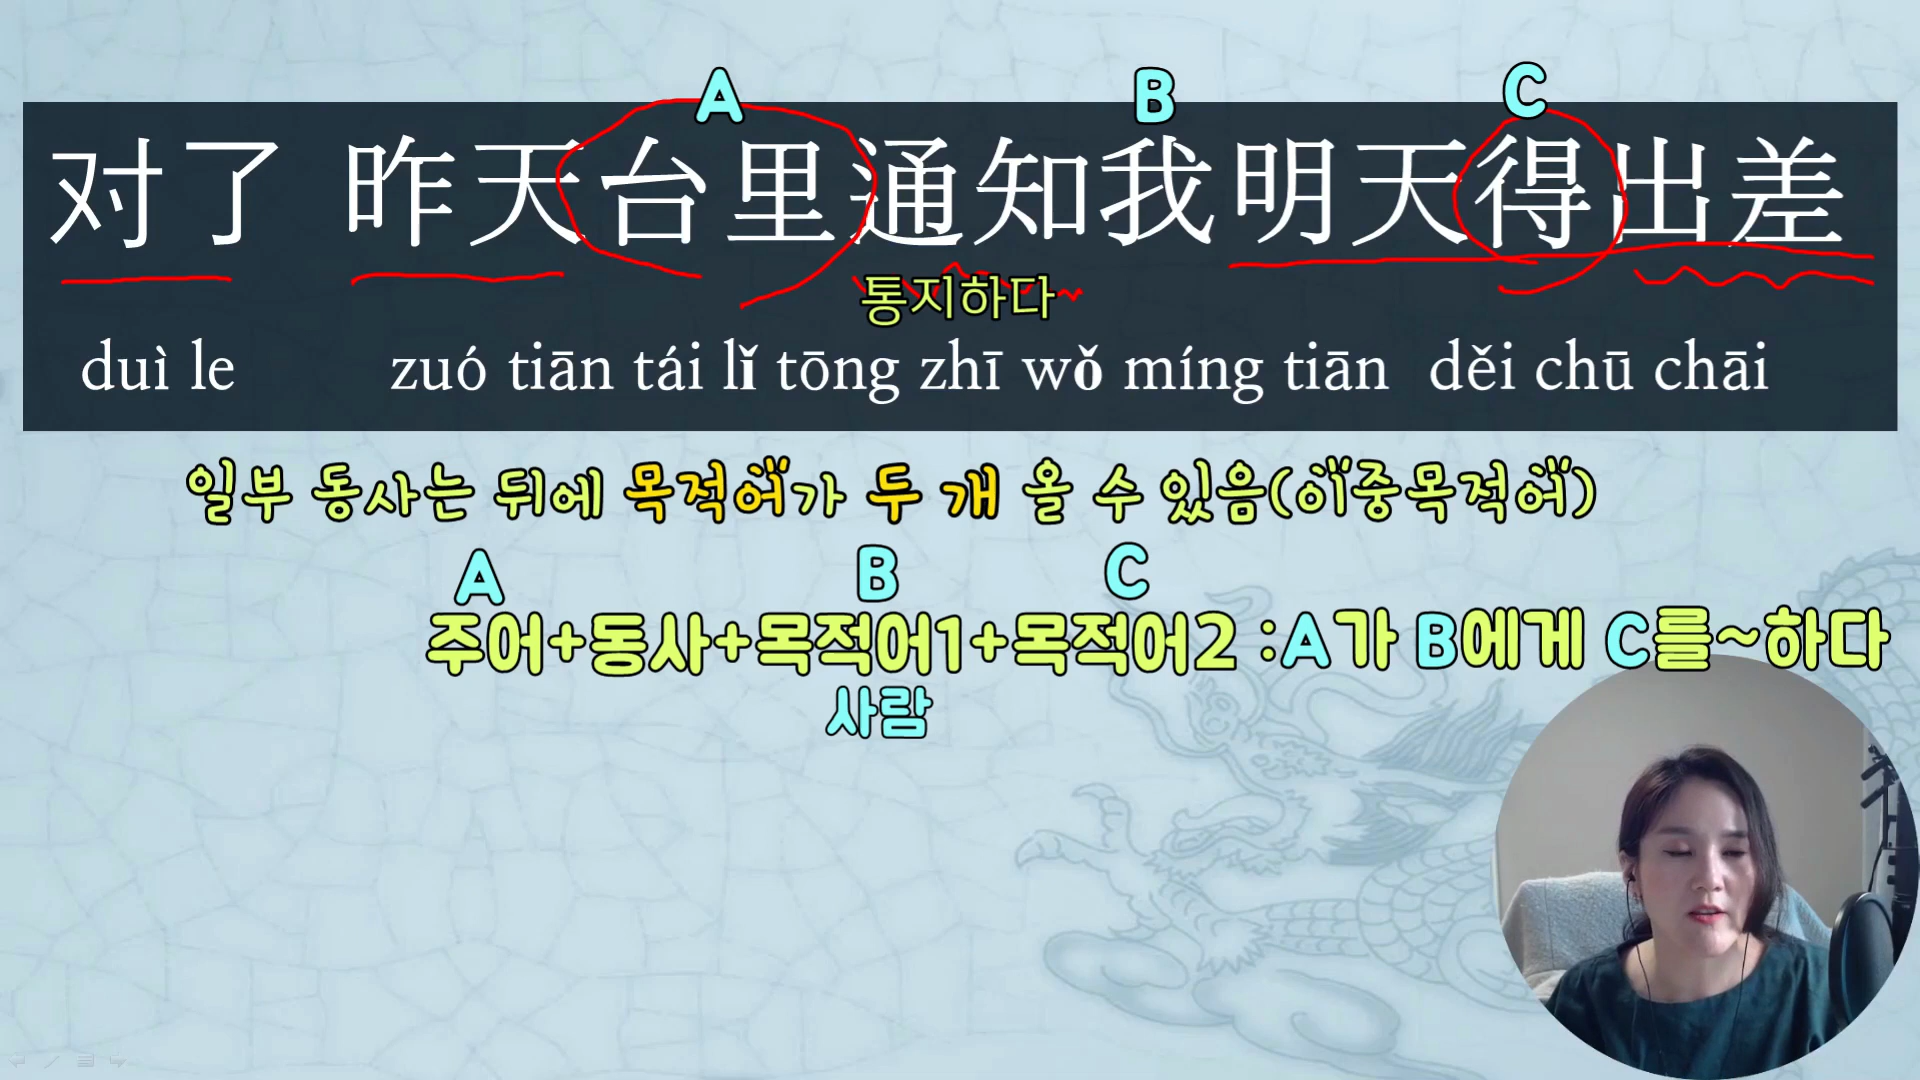 A B C
对了 昨天台里通知我明天得出差
통지하다
duì le zuó tiān tái lǐ tōng zhī wǒ míng tiān děi chū chāi
일부 동사는 뒤에 목적어가 두 개 올 수 있음(이중목적어)
A B C
주어+동사+목적어1+목적어2 :A가 B에게 C를~하다
사람